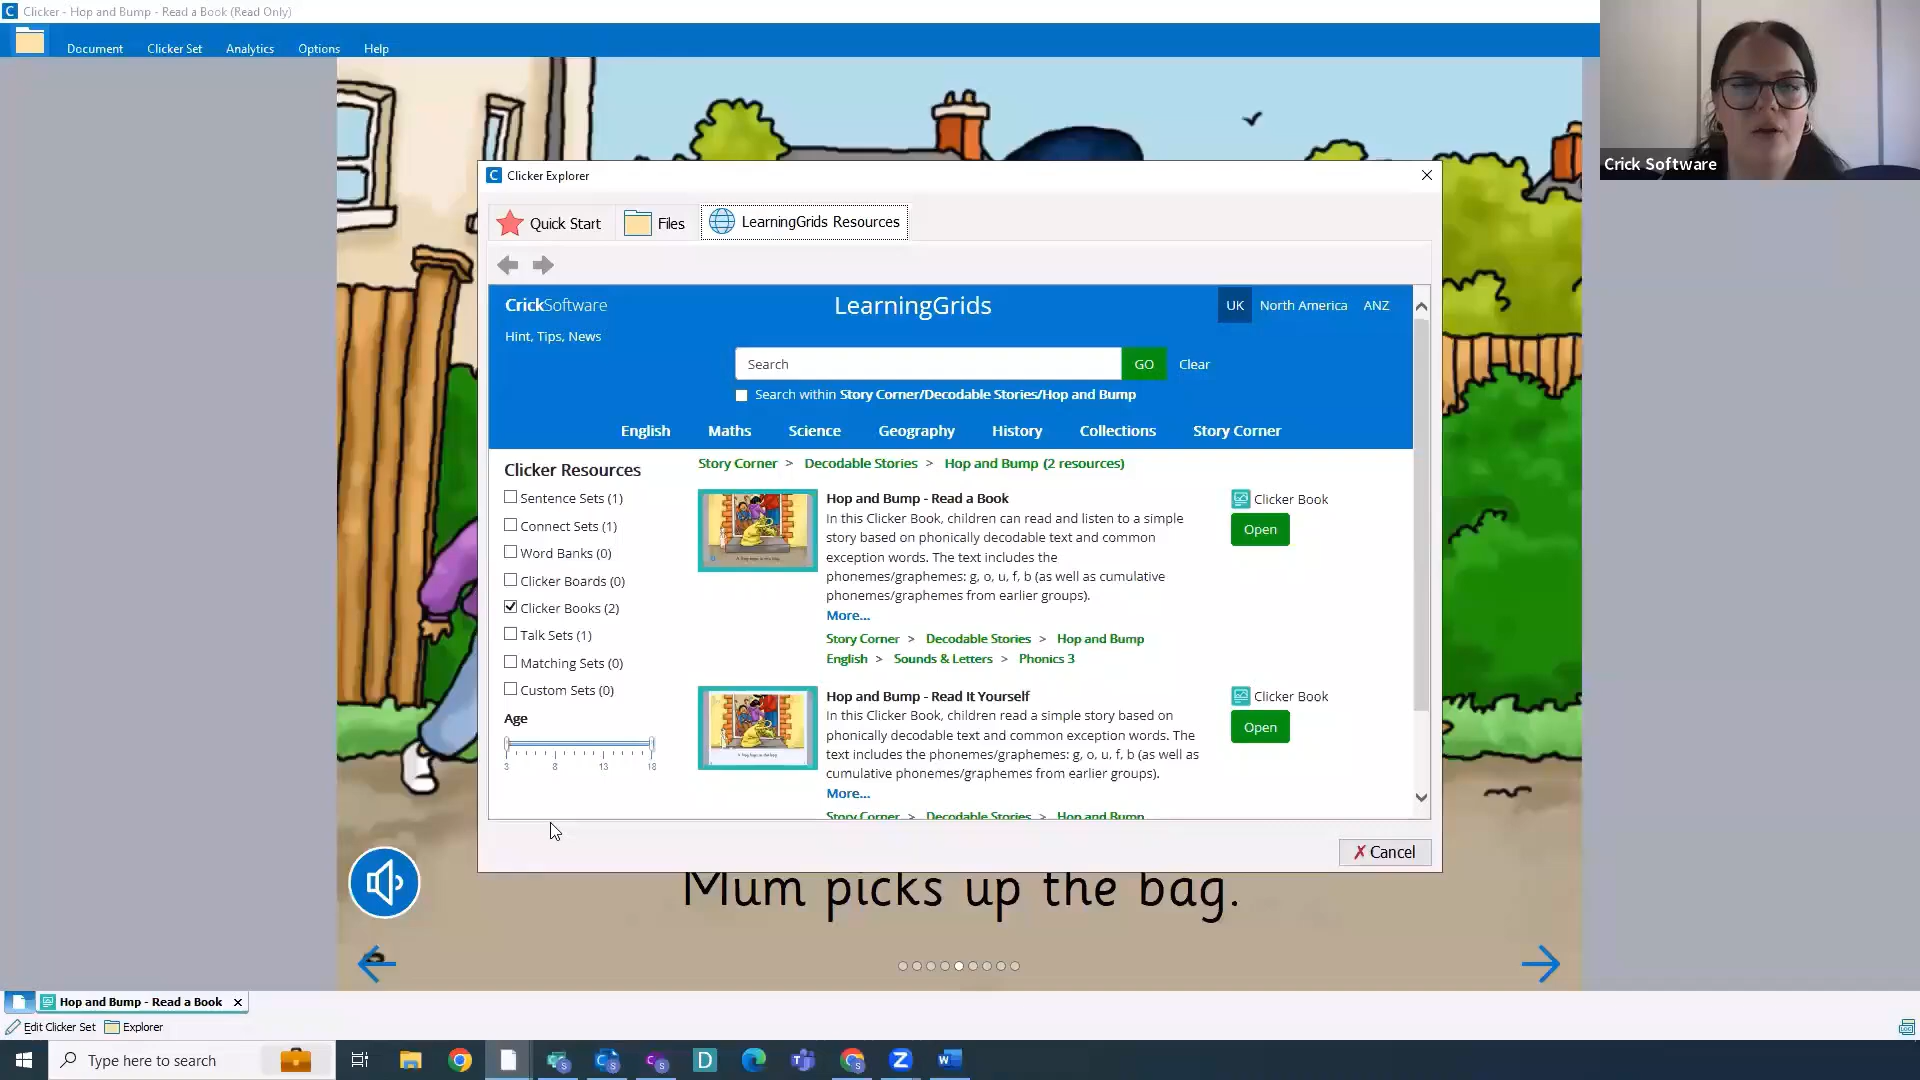 Clicker - Hop and Bump - Read a Book (Read Only)
Document Clicker Set Analytics Options Help
Crick Software
Clicker Explorer
Quick Start Files LearningGrids Resources
CrickSoftware LearningGrids UK North America ANZ
Hint, Tips, News
Search GO Clear
Search within Story Corner/Decodable Stories/Hop and Bump
English Maths Science Geography History Collections Story Corner
Clicker Resources
Sentence Sets (1)
Connect Sets (1)
Word Banks (0)
Clicker Boards (0)
Clicker Books (2)
Talk Sets (1)
Matching Sets (0)
Custom Sets (0)
Age
3 8 13 18
Story Corner > Decodable Stories > Hop and Bump (2 resources)
Hop and Bump - Read a Book
In this Clicker Book, children can read and listen to a simple
story based on phonically decodable text and common
exception words. The text includes the
phonemes/graphemes: g, o, u, f, b (as well as cumulative
phonemes/graphemes from earlier groups).
More...
Story Corner > Decodable Stories > Hop and Bump
English > Sounds & Letters > Phonics 3
Clicker Book
Open
Hop and Bump - Read It Yourself
In this Clicker Book, children read a simple story based on
phonically decodable text and common exception words. The
text includes the phonemes/graphemes: g, o, u, f, b (as well as
cumulative phonemes/graphemes from earlier groups).
More...
Story Corner > Decodable Stories > Hop and Bump
Clicker Book
Open
Cancel
Mum picks up the bag.
Hop and Bump - Read a Book
Edit Clicker Set Explorer
Type here to search